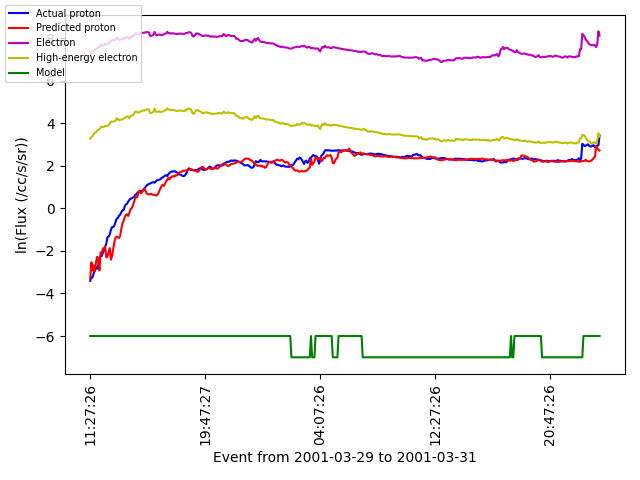 Actual proton
Predicted proton
Electron
High-energy electron
Model
8
6
4
2
0
−2
−4
−6
ln(Flux (/cc/s/sr))
11:27:26
19:47:27
04:07:26
12:27:26
20:47:26
Event from 2001-03-29 to 2001-03-31